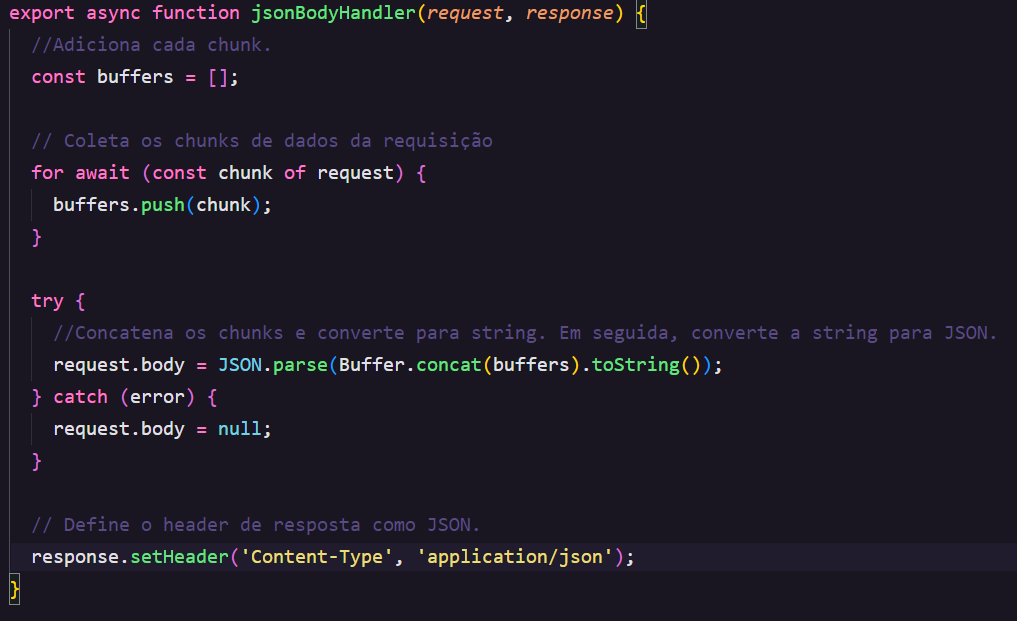 export async function jsonBodyHandler(request, response) {
  //Adiciona cada chunk.
  const buffers = [];

  // Coleta os chunks de dados da requisição
  for await (const chunk of request) {
    buffers.push(chunk);
  }

  try {
    //Concatena os chunks e converte para string. Em seguida, converte a string para JSON.
    request.body = JSON.parse(Buffer.concat(buffers).toString());
  } catch (error) {
    request.body = null;
  }

  // Define o header de resposta como JSON.
  response.setHeader('Content-Type', 'application/json');
}